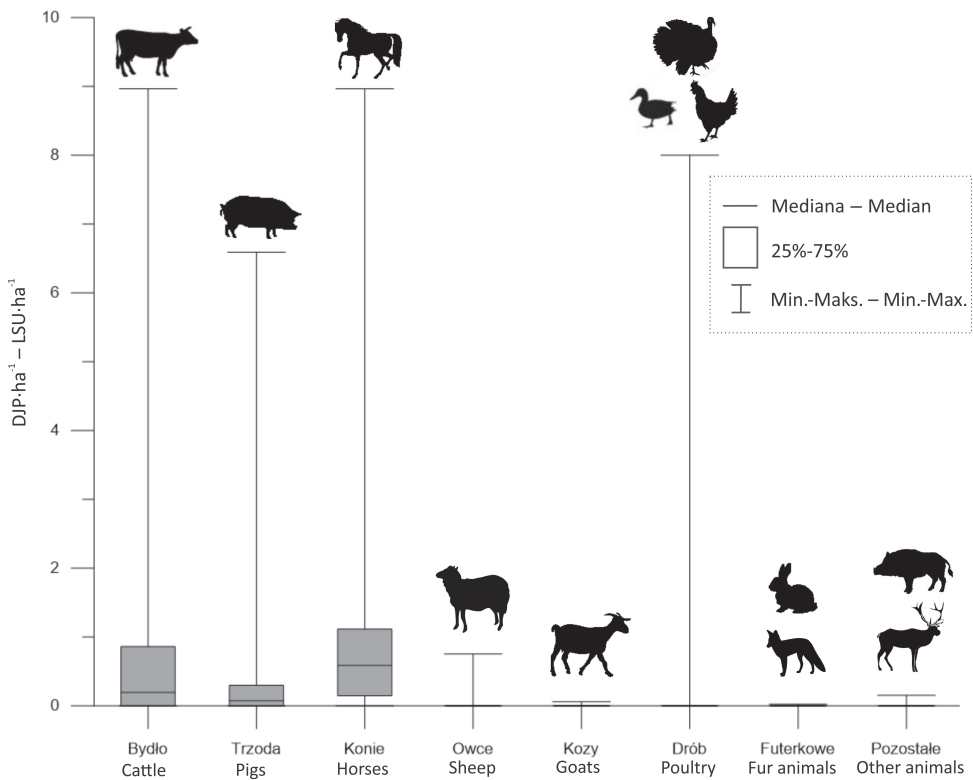 10
8
6
4
2
0
DJP·ha⁻¹ – LSU·ha⁻¹
Mediana – Median
25%-75%
Min.-Maks. – Min.-Max.
Bydło
Cattle
Trzoda
Pigs
Konie
Horses
Owce
Sheep
Kozy
Goats
Drób
Poultry
Futerkowe
Fur animals
Pozostałe
Other animals